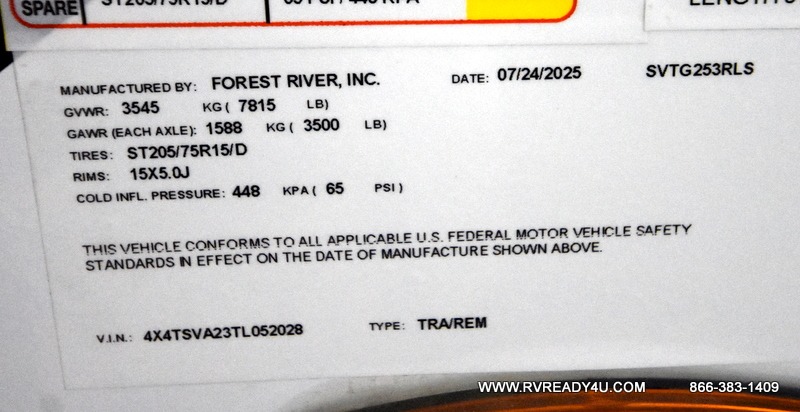 SPARE ST205/75R15/D
MANUFACTURED BY: FOREST RIVER, INC. DATE: 07/24/2025 SVTG253RLS
GVWR: 3545 KG ( 7815 LB)
GAWR (EACH AXLE): 1588 KG ( 3500 LB)
TIRES: ST205/75R15/D
RIMS: 15X5.0J
COLD INFL. PRESSURE: 448 KPA ( 65 PSI )
THIS VEHICLE CONFORMS TO ALL APPLICABLE U.S. FEDERAL MOTOR VEHICLE SAFETY
STANDARDS IN EFFECT ON THE DATE OF MANUFACTURE SHOWN ABOVE.
V.I.N.: 4X4TSVA23TL052028 TYPE: TRA/REM
WWW.RVREADY4U.COM 866-383-1409